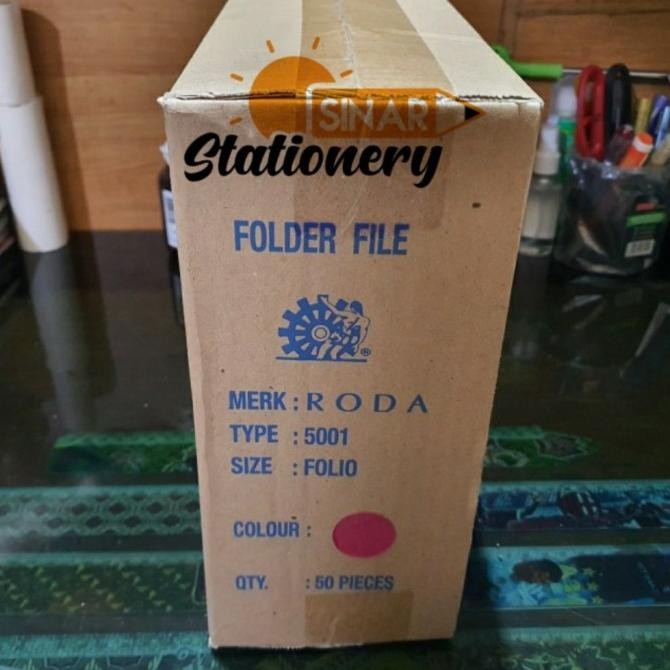 SINAR
Stationery
FOLDER FILE
®
MERK : RODA
TYPE : 5001
SIZE : FOLIO
COLOUR :
QTY. : 50 PIECES